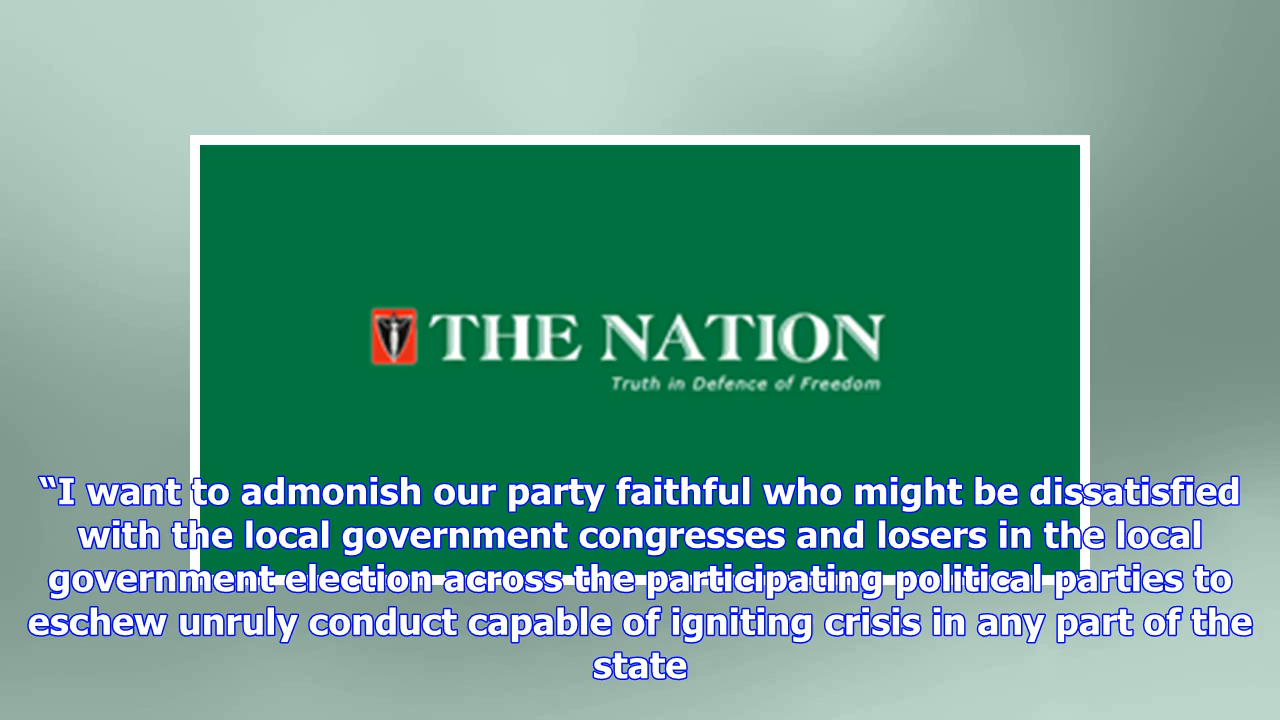 THE NATION
Truth in Defence of Freedom
“I want to admonish our party faithful who might be dissatisfied
with the local government congresses and losers in the local
government election across the participating political parties to
eschew unruly conduct capable of igniting crisis in any part of the
state